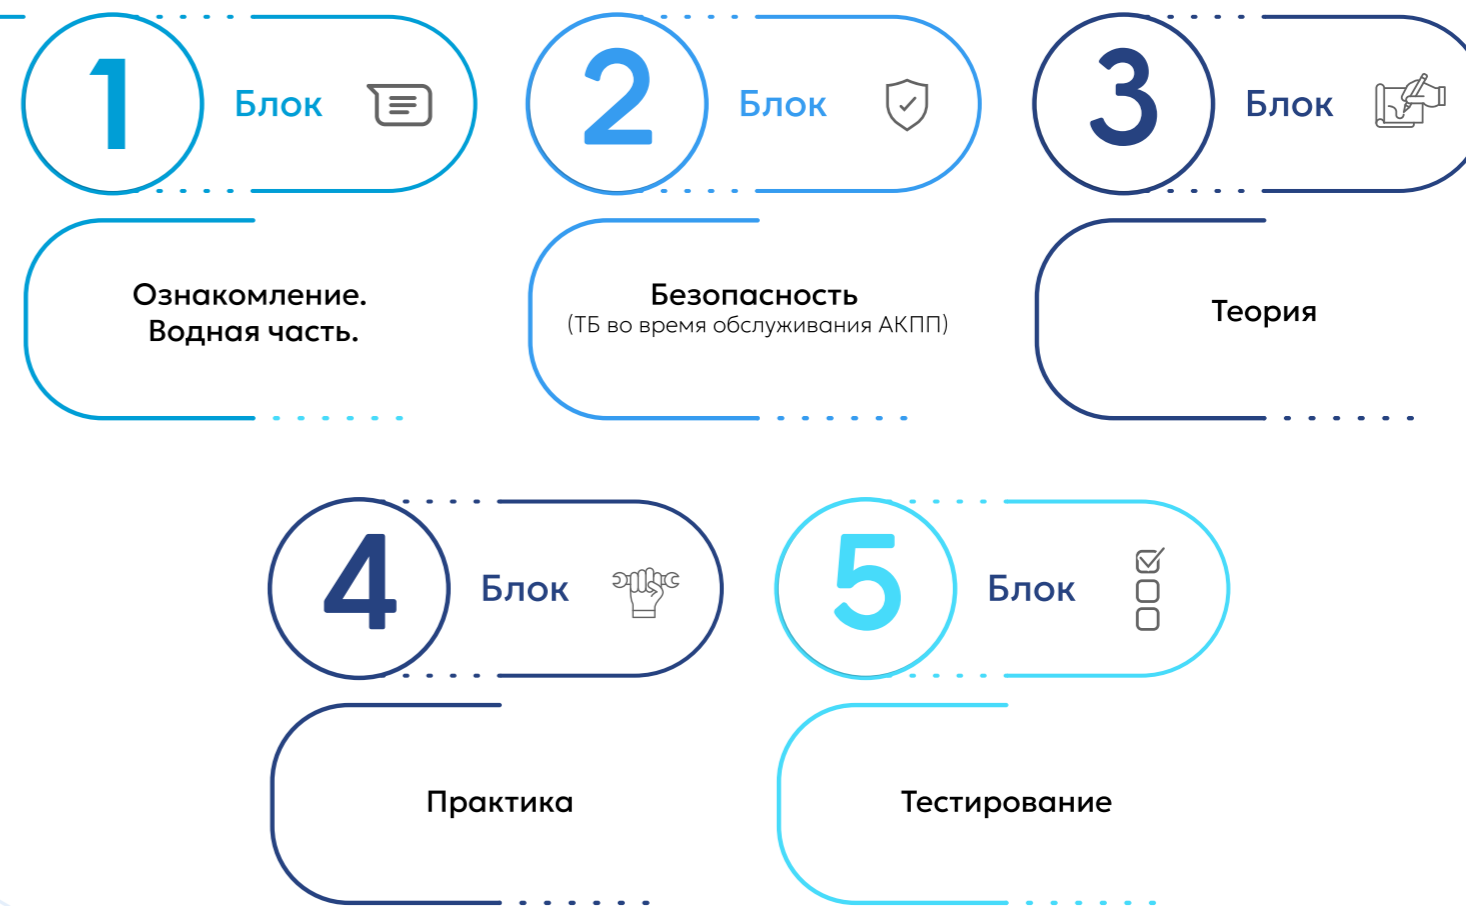 1 Блок
2 Блок
3 Блок
Ознакомление.
Водная часть.
Безопасность
(ТБ во время обслуживания АКПП)
Теория
4 Блок
5 Блок
Практика
Тестирование